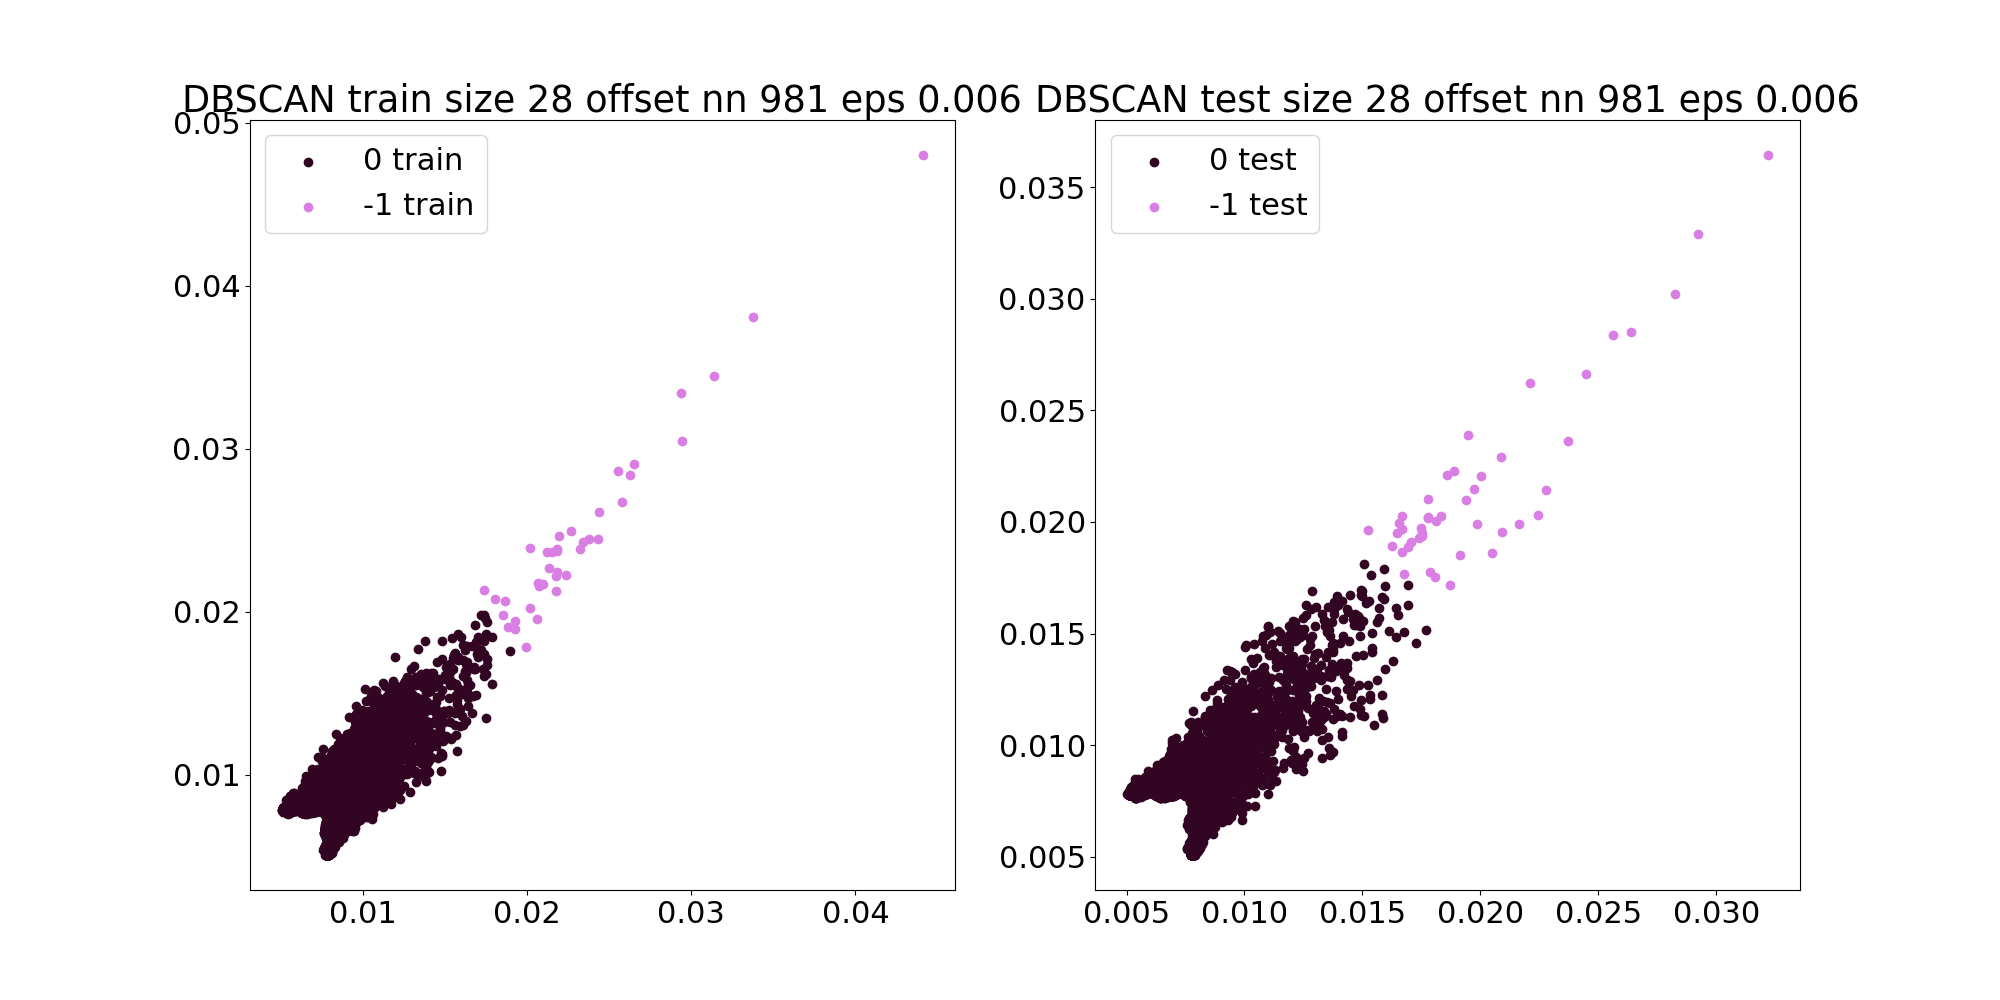 DBSCAN train size 28 offset nn 981 eps 0.006
0.05
0.04
0.03
0.02
0.01
0 train
-1 train
0.01 0.02 0.03 0.04
DBSCAN test size 28 offset nn 981 eps 0.006
0.035
0.030
0.025
0.020
0.015
0.010
0.005
0 test
-1 test
0.005 0.010 0.015 0.020 0.025 0.030